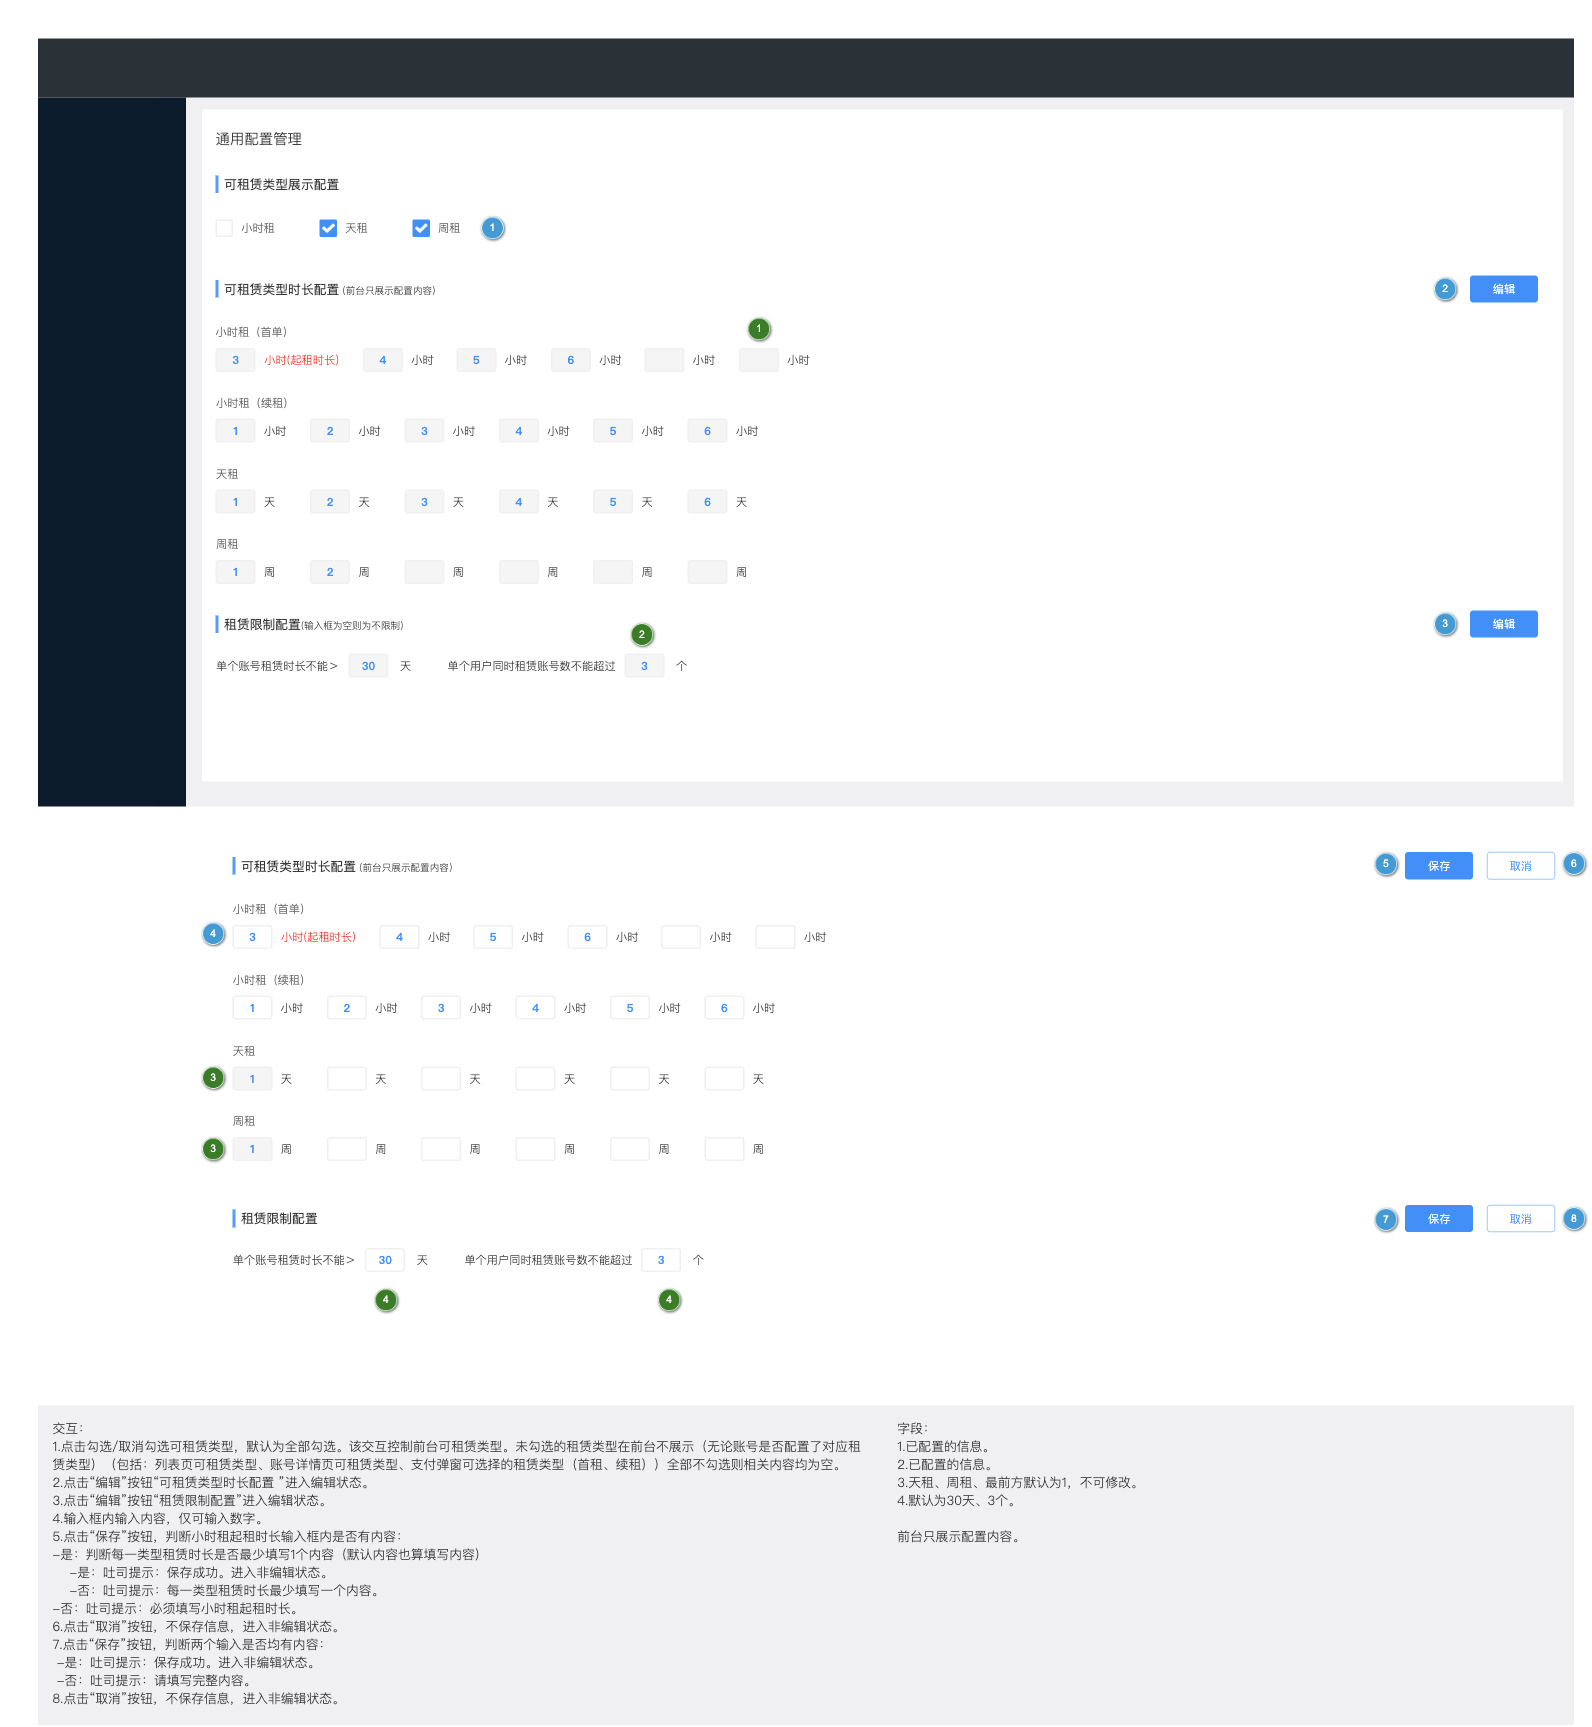 通用配置管理
可租赁类型展示配置
小时租 天租 周租 1
可租赁类型时长配置 (前台只展示配置内容) 2 编辑
小时租（首单） 1
3 小时(起租时长) 4 小时 5 小时 6 小时 小时 小时
小时租（续租）
1 小时 2 小时 3 小时 4 小时 5 小时 6 小时
天租
1 天 2 天 3 天 4 天 5 天 6 天
周租
1 周 2 周 周 周 周 周
租赁限制配置(输入框为空则为不限制) 2 3 编辑
单个账号租赁时长不能> 30 天 单个用户同时租赁账号数不能超过 3 个
可租赁类型时长配置 (前台只展示配置内容) 5 保存 取消 6
小时租（首单）
4 3 小时(起租时长) 4 小时 5 小时 6 小时 小时 小时
小时租（续租）
1 小时 2 小时 3 小时 4 小时 5 小时 6 小时
天租
3 1 天 天 天 天 天 天
周租
3 1 周 周 周 周 周 周
租赁限制配置 7 保存 取消 8
单个账号租赁时长不能> 30 天 单个用户同时租赁账号数不能超过 3 个
4 4
交互：
1.点击勾选/取消勾选可租赁类型，默认为全部勾选。该交互控制前台可租赁类型。未勾选的租赁类型在前台不展示（无论账号是否配置了对应租
赁类型）（包括：列表页可租赁类型、账号详情页可租赁类型、支付弹窗可选择的租赁类型（首租、续租））全部不勾选则相关内容均为空。
2.点击“编辑”按钮“可租赁类型时长配置 ”进入编辑状态。
3.点击“编辑”按钮“租赁限制配置”进入编辑状态。
4.输入框内输入内容，仅可输入数字。
5.点击“保存”按钮，判断小时租起租时长输入框内是否有内容：
-是：判断每一类型租赁时长是否最少填写1个内容（默认内容也算填写内容）
-是：吐司提示：保存成功。进入非编辑状态。
-否：吐司提示：每一类型租赁时长最少填写一个内容。
-否：吐司提示：必须填写小时租起租时长。
6.点击“取消”按钮，不保存信息，进入非编辑状态。
7.点击“保存”按钮，判断两个输入是否均有内容：
-是：吐司提示：保存成功。进入非编辑状态。
-否：吐司提示：请填写完整内容。
8.点击“取消”按钮，不保存信息，进入非编辑状态。
字段：
1.已配置的信息。
2.已配置的信息。
3.天租、周租、最前方默认为1，不可修改。
4.默认为30天、3个。
前台只展示配置内容。